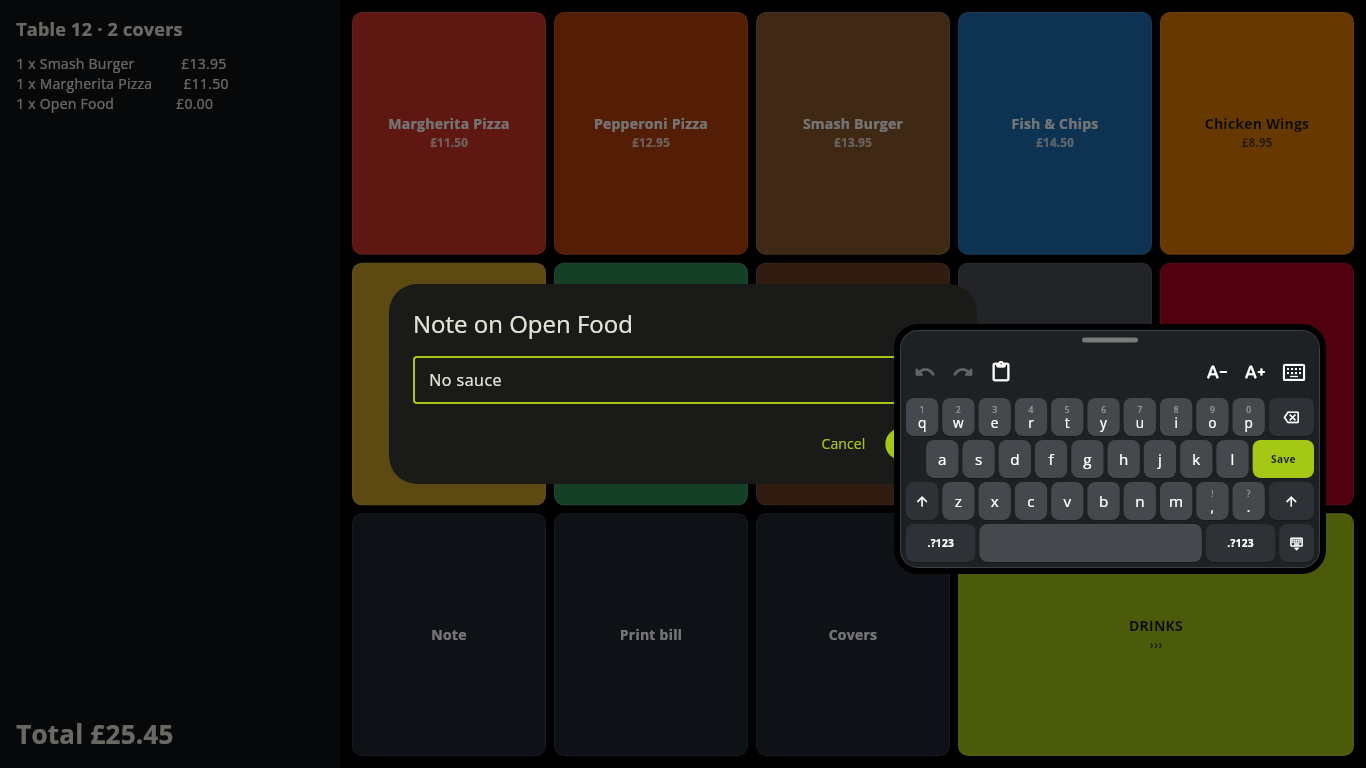 Table 12 · 2 covers
1 x Smash Burger £13.95
1 x Margherita Pizza £11.50
1 x Open Food £0.00
Total £25.45
Margherita Pizza
£11.50
Pepperoni Pizza
£12.95
Smash Burger
£13.95
Fish & Chips
£14.50
Chicken Wings
£8.95
Note on Open Food
No sauce
Cancel
A− A+
1 2 3 4 5 6 7 8 9 0
q w e r t y u i o p
a s d f g h j k l Save
! ?
z x c v b n m , .
.?123 .?123
Note
Print bill
Covers
DRINKS
›››